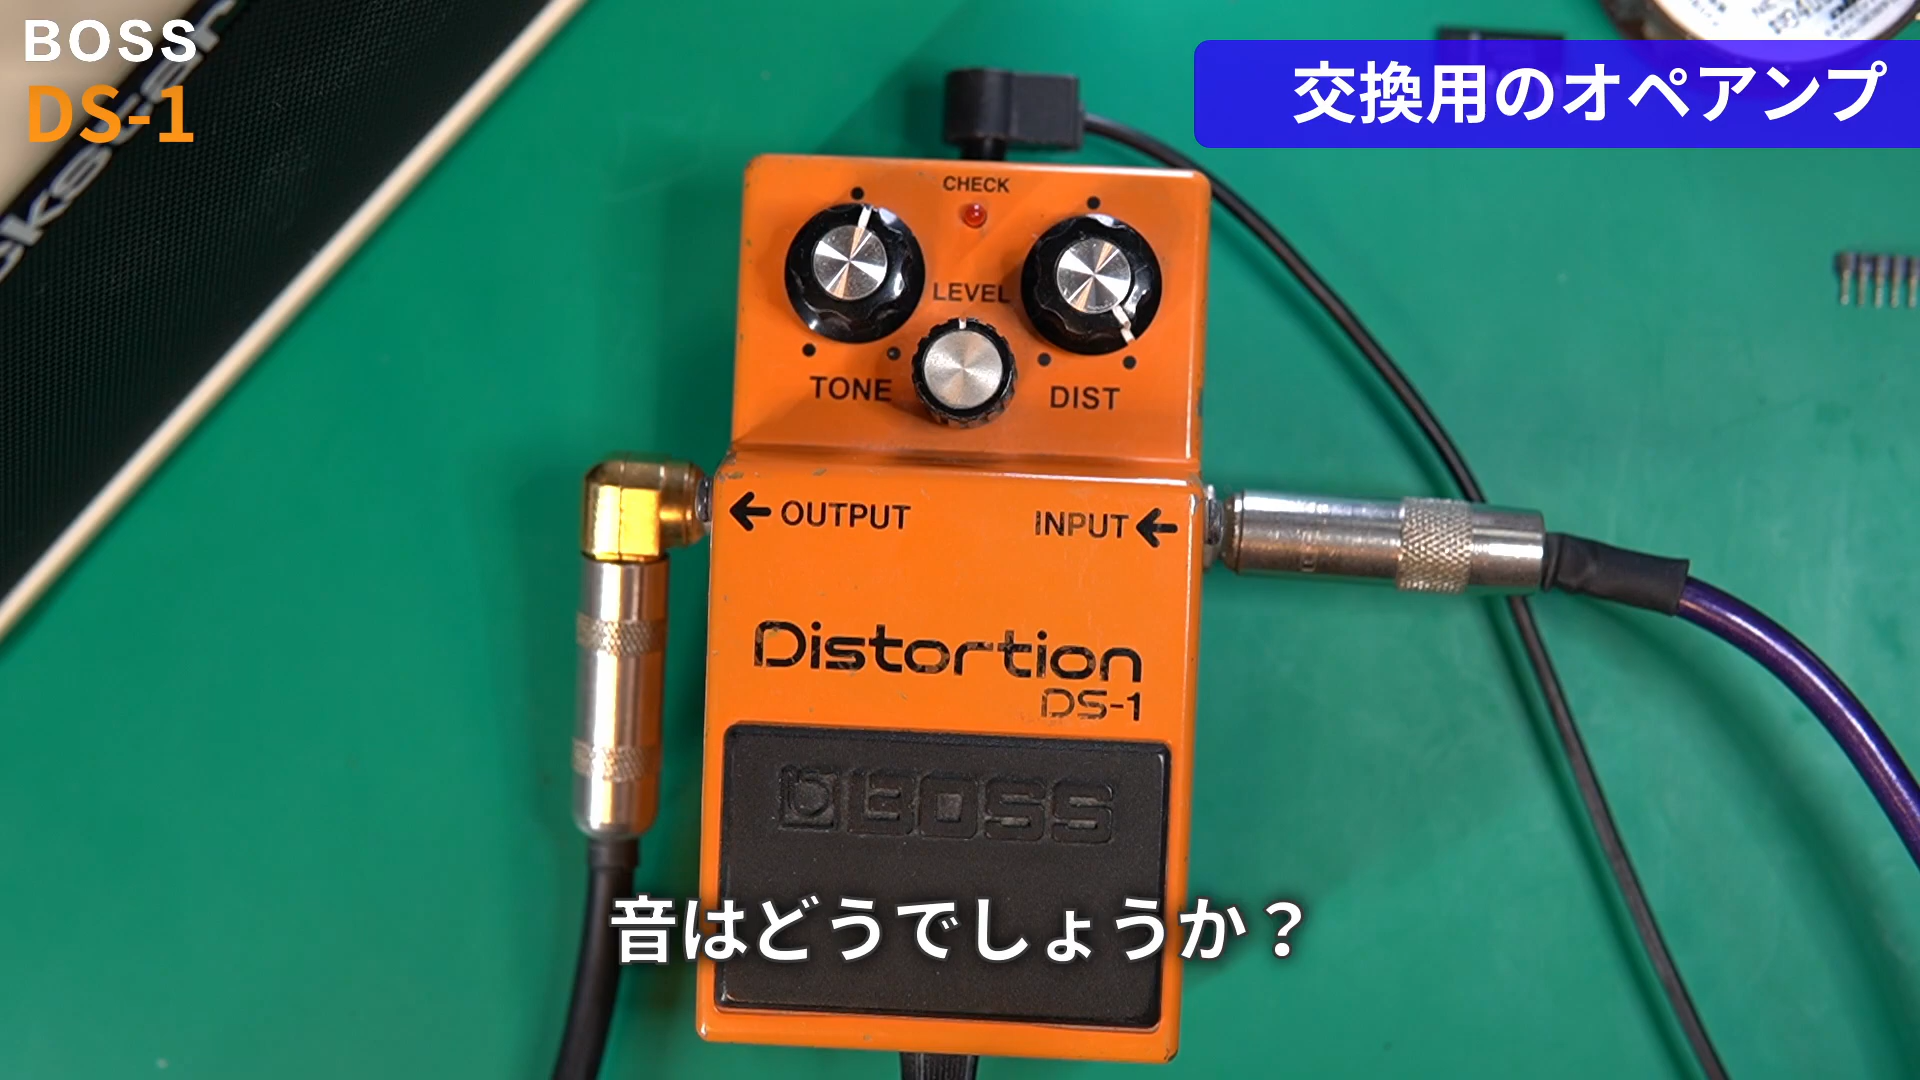 BOSS
DS-1
交換用のオペアンプ
CHECK
LEVEL
TONE
DIST
OUTPUT
INPUT
Distortion
DS-1
BOSS
音はどうでしょうか？